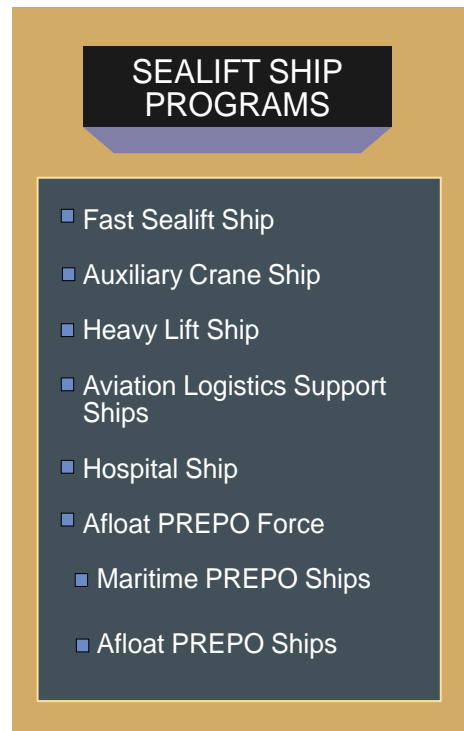 SEALIFT SHIP
PROGRAMS
Fast Sealift Ship
Auxiliary Crane Ship
Heavy Lift Ship
Aviation Logistics Support
Ships
Hospital Ship
Afloat PREPO Force
Maritime PREPO Ships
Afloat PREPO Ships